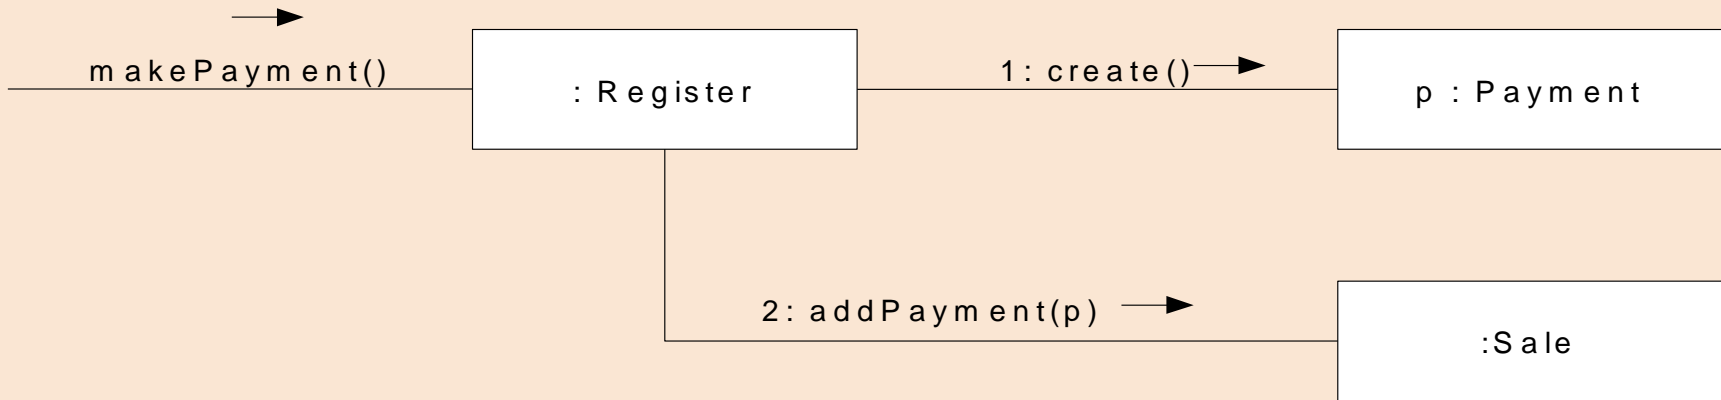 makePayment()
: Register
1: create()
p : Payment
2: addPayment(p)
:Sale